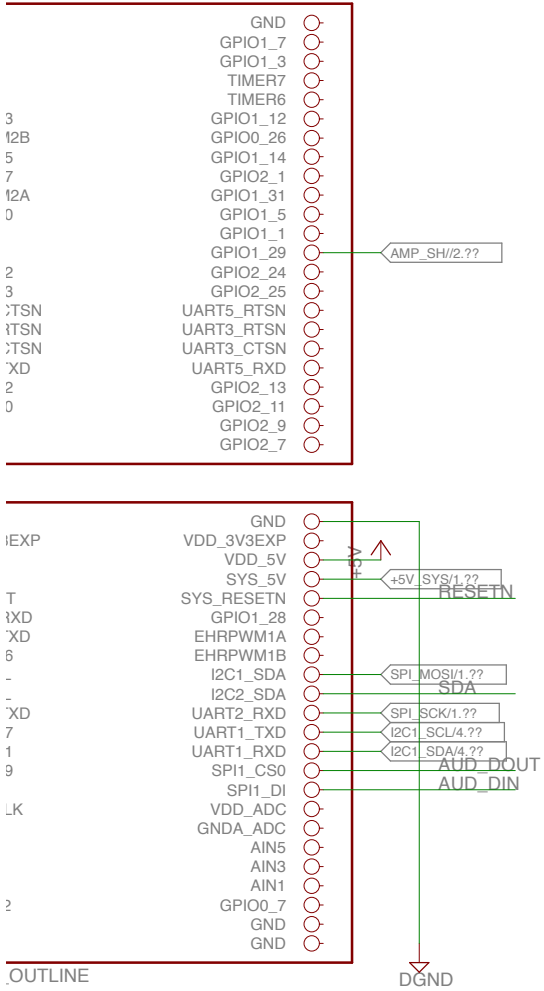 GND
GPIO1_7
GPIO1_3
TIMER7
TIMER6
3 GPIO1_12
M2B GPIO0_26
5 GPIO1_14
7 GPIO2_1
M2A GPIO1_31
0 GPIO1_5
GPIO1_1
GPIO1_29 AMP_SH//2.??
2 GPIO2_24
3 GPIO2_25
CTSN UART5_RTSN
RTSN UART3_RTSN
CTSN UART3_CTSN
XD UART5_RXD
2 GPIO2_13
0 GPIO2_11
GPIO2_9
GPIO2_7
GND
3EXP VDD_3V3EXP
VDD_5V +5V
SYS_5V +5V_SYS/1.??
T SYS_RESETN RESETN
RXD GPIO1_28
TXD EHRPWM1A
6 EHRPWM1B
L I2C1_SDA SPI_MOSI/1.??
L I2C2_SDA SDA
TXD UART2_RXD SPI_SCK/1.??
7 UART1_TXD I2C1_SCL/4.??
1 UART1_RXD I2C1_SDA/4.??
9 SPI1_CS0 AUD_DOUT
SPI1_DI AUD_DIN
LK VDD_ADC
GNDA_ADC
AIN5
AIN3
AIN1
2 GPIO0_7
GND
GND
_OUTLINE DGND